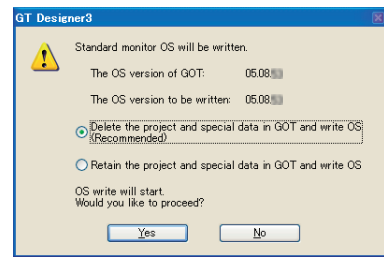 GT Designer3
Standard monitor OS will be written.
The OS version of GOT: 05.08.
The OS version to be written: 05.08.
Delete the project and special data in GOT and write OS
(Recommended)
Retain the project and special data in GOT and write OS
OS write will start.
Would you like to proceed?
Yes No